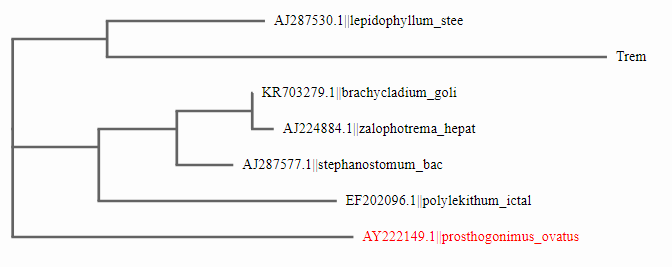 AJ287530.1||lepidophyllum_stee
Trem
KR703279.1||brachycladium_goli
AJ224884.1||zalophotrema_hepat
AJ287577.1||stephanostomum_bac
EF202096.1||polylekithum_ictal
AY222149.1||prosthogonimus_ovatus